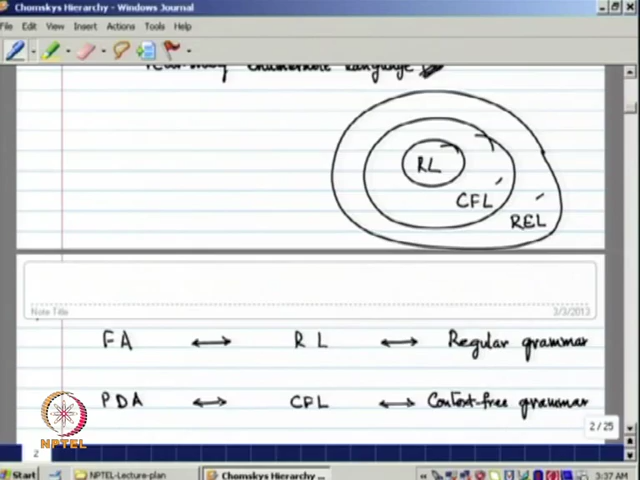 Chomskys Hierarchy - Windows Journal
File Edit View Insert Actions Tools Help
Language
RL
CFL
REL
Note Title
3/3/2013
FA ↔ RL ↔ Regular grammar
PDA ↔ CFL ↔ Context-free grammar
NPTEL
2 / 25
2
Start NPTEL-Lecture-plan Chomskys Hierarchy - ... 3:37 AM